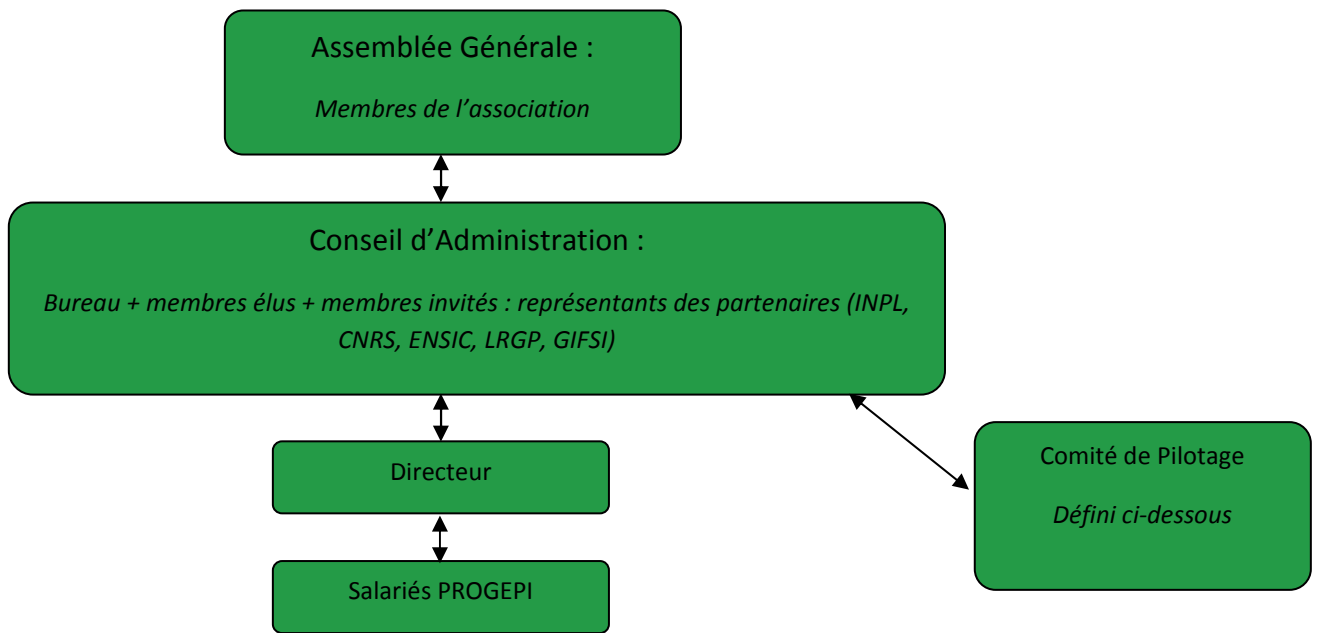 Assemblée Générale :
Membres de l’association
Conseil d’Administration :
Bureau + membres élus + membres invités : représentants des partenaires (INPL,
CNRS, ENSIC, LRGP, GIFSI)
Directeur
Comité de Pilotage
Défini ci-dessous
Salariés PROGEPI